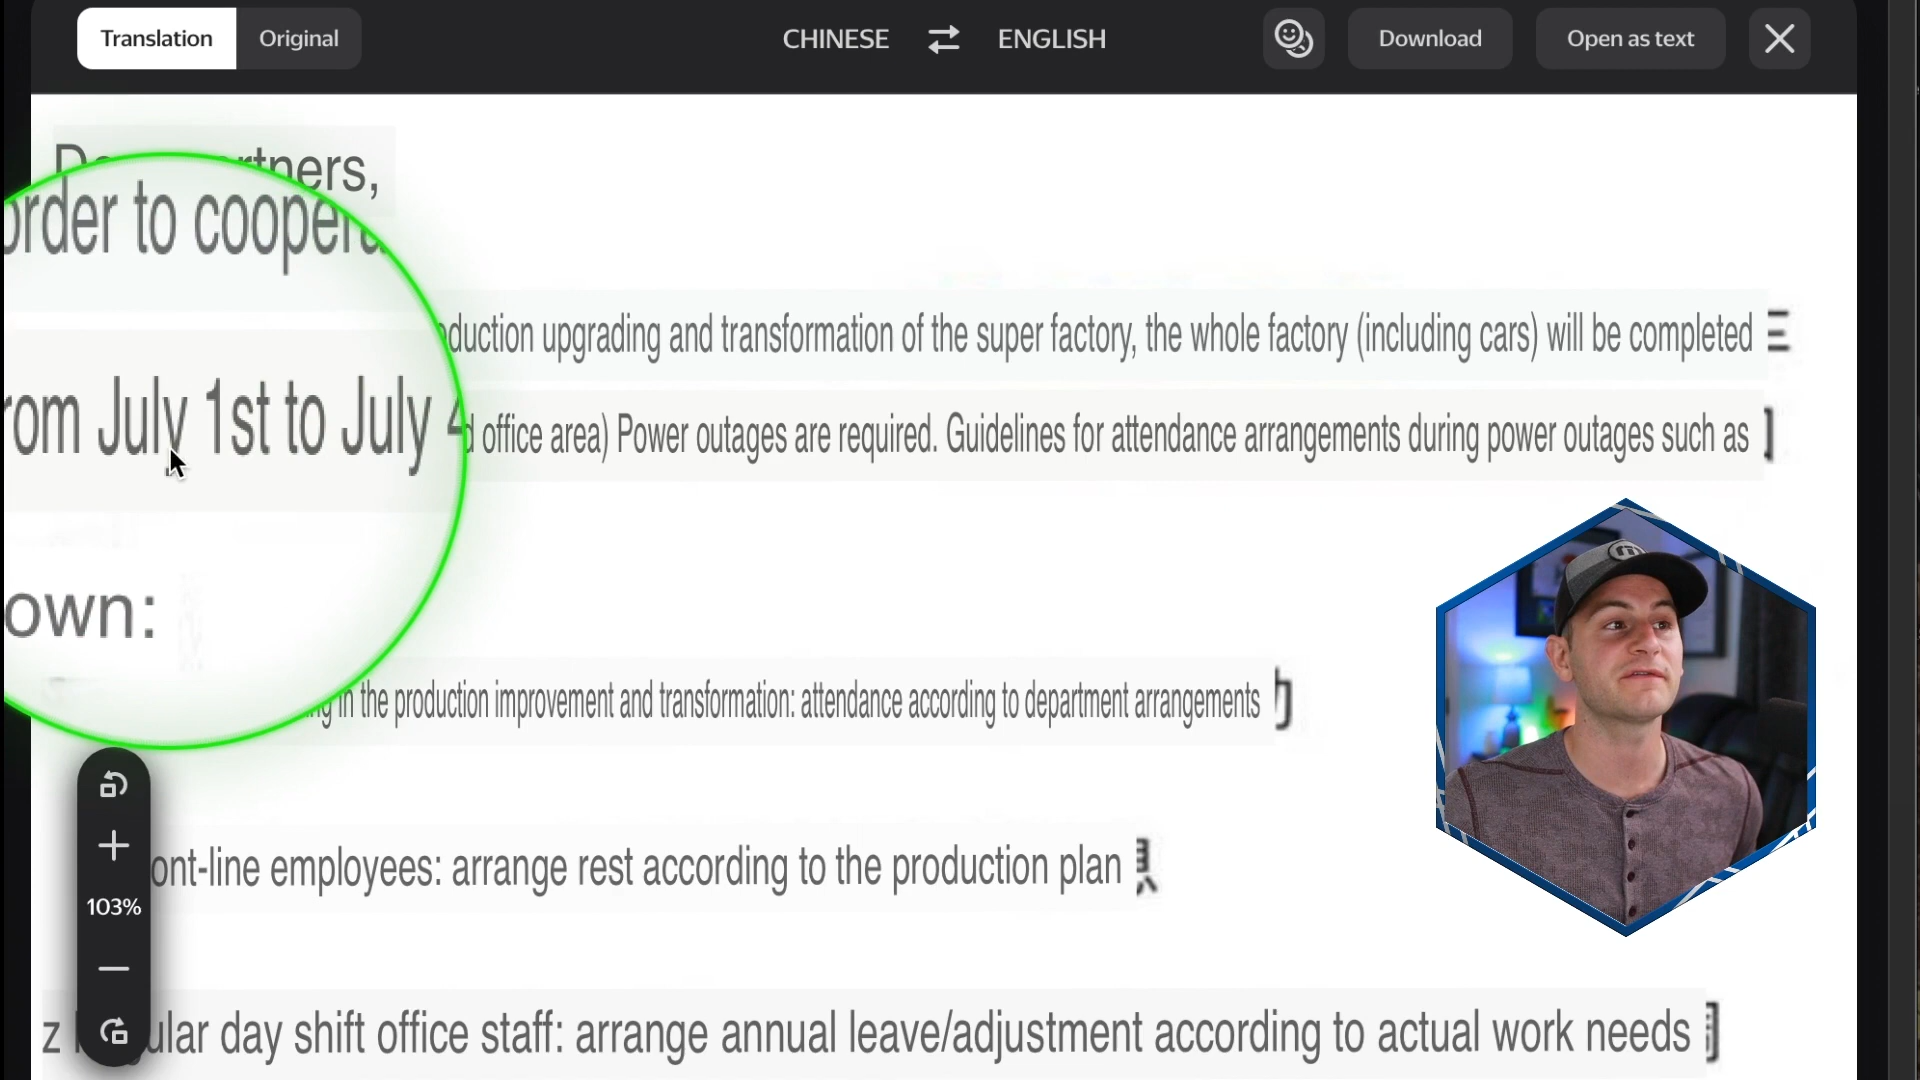 Translation Original CHINESE ENGLISH Download Open as text
rtners,
order to coopera
oduction upgrading and transformation of the super factory, the whole factory (including cars) will be completed 三
rom July 1st to July 4
d office area) Power outages are required. Guidelines for attendance arrangements during power outages such as
own:
in the production improvement and transformation: attendance according to department arrangements
ont-line employees: arrange rest according to the production plan
103%
z ular day shift office staff: arrange annual leave/adjustment according to actual work needs